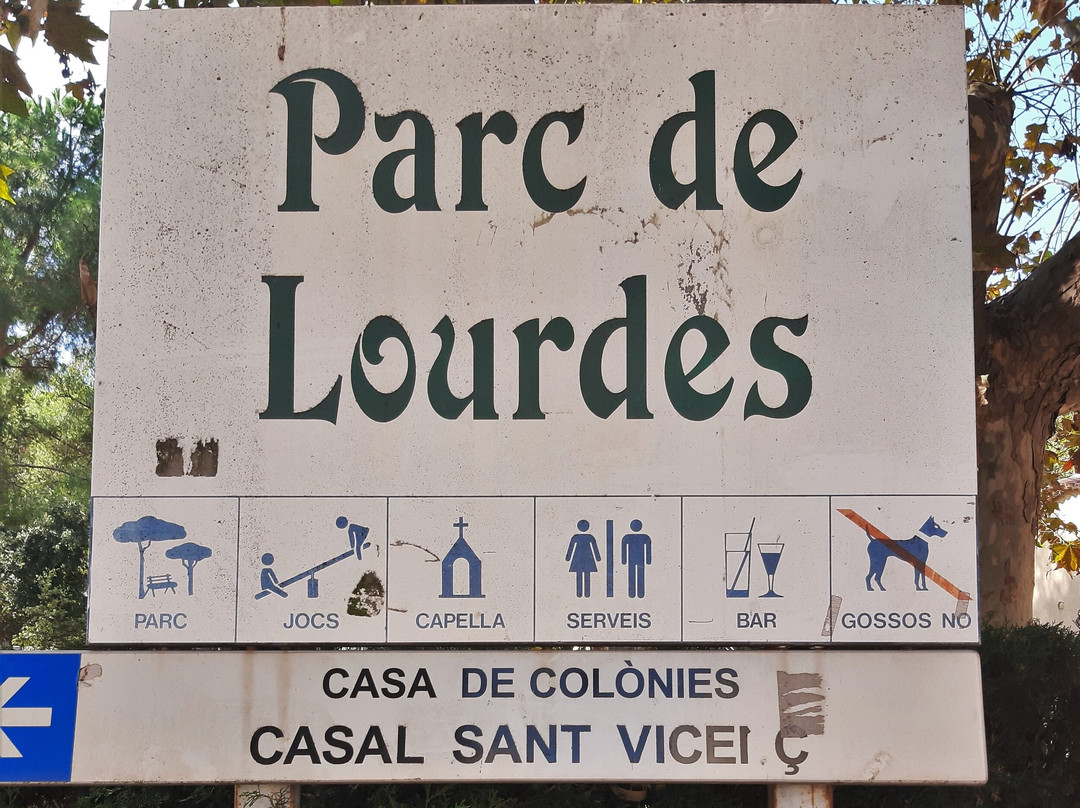 Parc de
Lourdes
PARC
JOCS
CAPELLA
SERVEIS
BAR
GOSSOS NO
CASA DE COLÒNIES
CASAL SANT